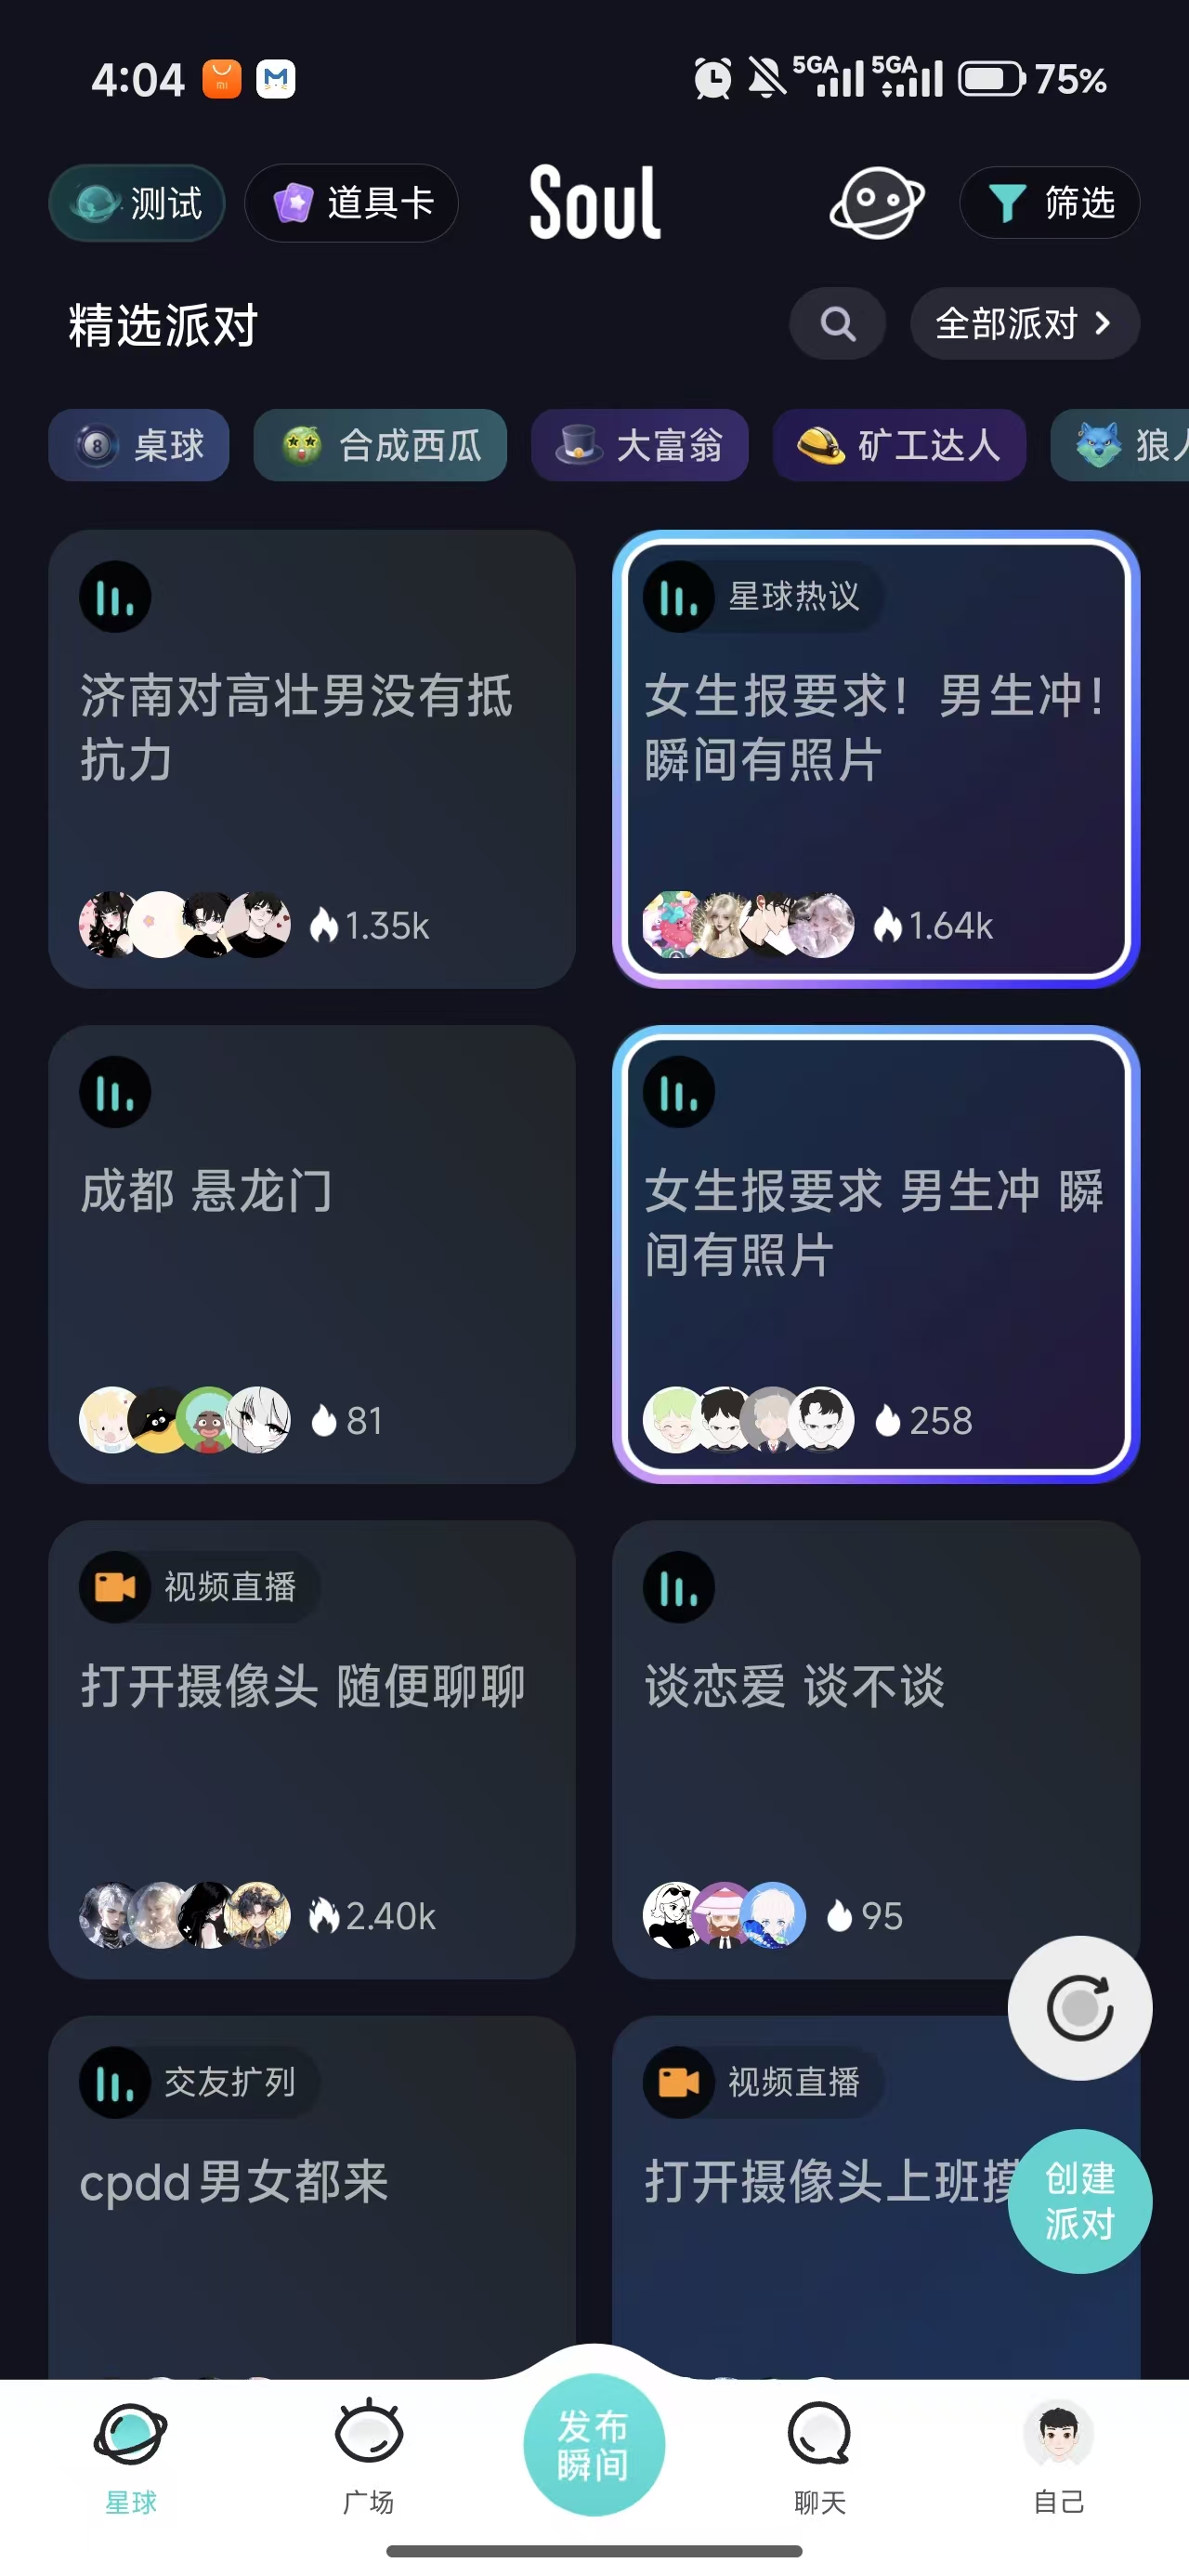 4:04
5GA 5GA 75%
测试 道具卡 Soul 筛选
精选派对 全部派对
桌球 合成西瓜 大富翁 矿工达人 狼人
济南对高壮男没有抵
抗力
1.35k
星球热议
女生报要求！男生冲！
瞬间有照片
1.64k
成都 悬龙门
81
女生报要求 男生冲 瞬
间有照片
258
视频直播
打开摄像头 随便聊聊
2.40k
谈恋爱 谈不谈
95
交友扩列
cpdd男女都来
视频直播
打开摄像头上班摸
创建
派对
星球 广场 发布
瞬间 聊天 自己